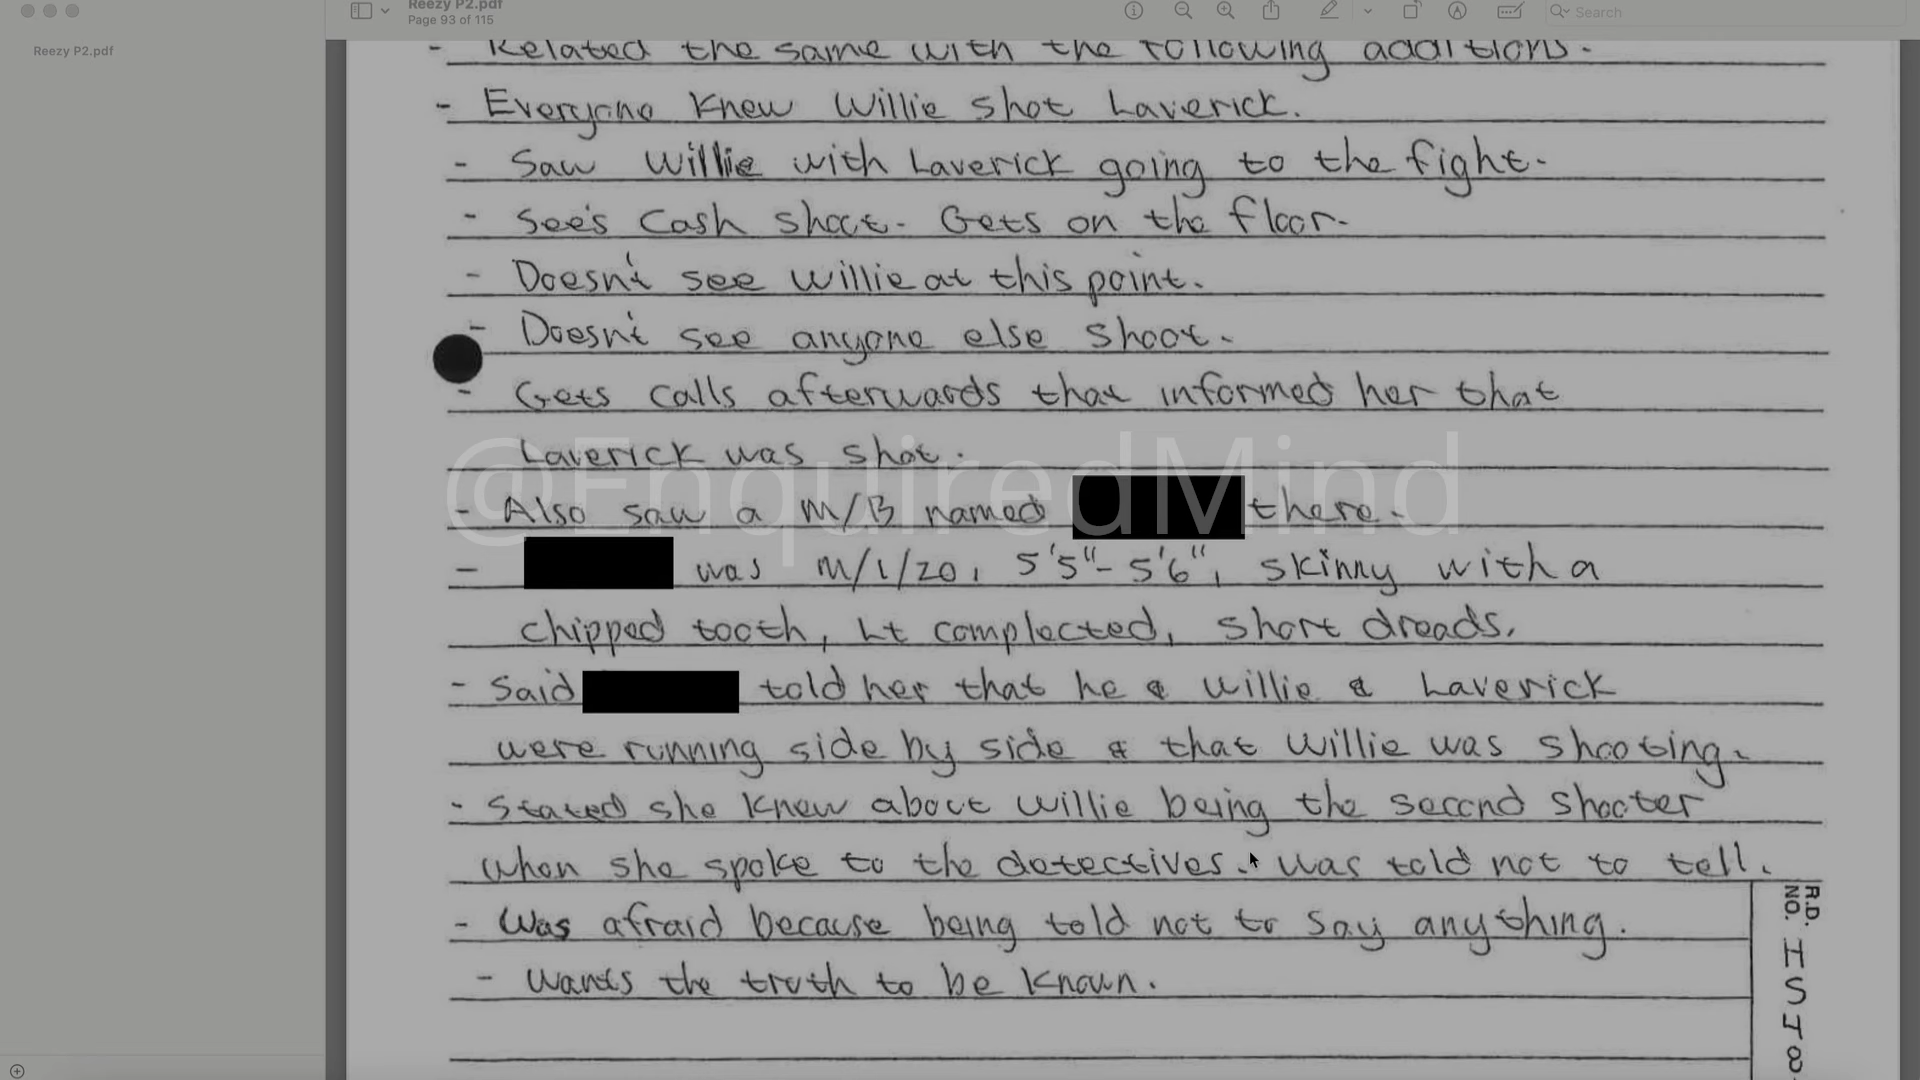 Reezy P2.pdf
Page 93 of 115
Search
Reezy P2.pdf
- Related the same with the following additions.
- Everyone knew Willie shot Laverick.
- Saw Willie with Laverick going to the fight.
- See's Cash shoot. Gets on the floor.
- Doesn't see Willie at this point.
- Doesn't see anyone else shoot.
- Gets calls afterwards that informed her that
Laverick was shot.
@EnquiredMind
- Also saw a M/B named there.
- was M/1/20, 5'5"- 5'6", skinny with a
chipped tooth, Lt complected, short dreads.
- Said told her that he & Willie & Laverick
were running side by side & that Willie was shooting.
- Stated she knew about Willie being the second shooter
when she spoke to the detectives. Was told not to tell.
- Was afraid because being told not to say anything.
- Wants the truth to be known.
R.D.
NO. HSJ8